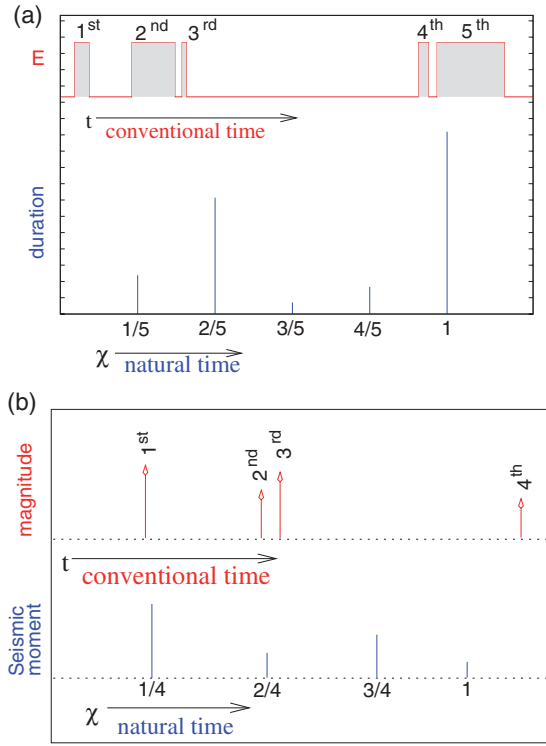 (a)
1st 2nd 3rd 4th 5th
E
t conventional time
duration
1/5 2/5 3/5 4/5 1
χ natural time
(b)
1st 2nd 3rd 4th
magnitude
t conventional time
Seismic moment
1/4 2/4 3/4 1
χ natural time